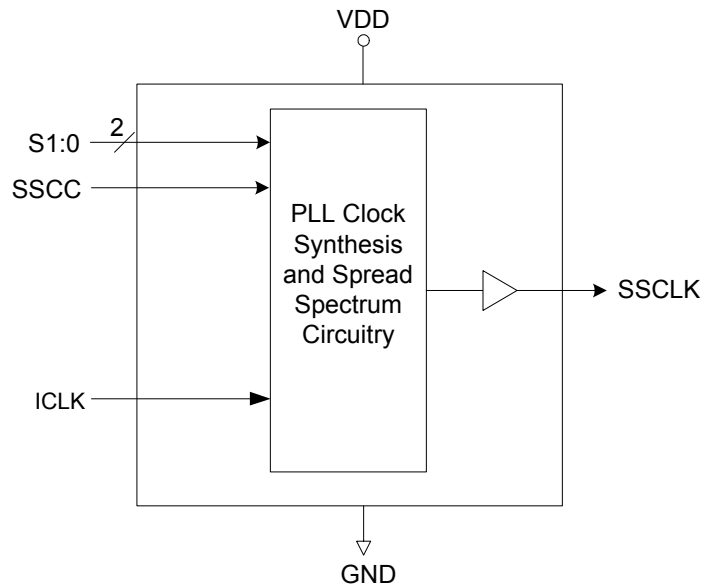 VDD
2
S1:0
SSCC
PLL Clock
Synthesis
and Spread
Spectrum
Circuitry
SSCLK
ICLK
GND